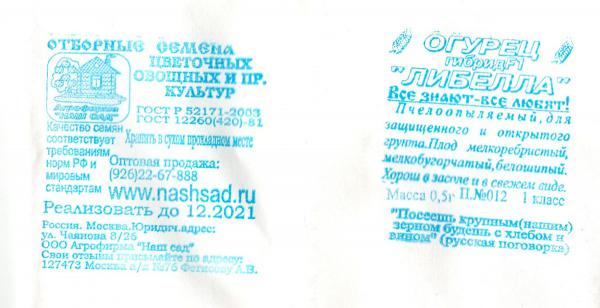 ОТБОРНЫЕ СЕМЕНА
ЦВЕТОЧНЫХ
ОВОЩНЫХ И ПР.
КУЛЬТУР
Агрофирма
"НАШ САД"
ГОСТ Р 52171-2003
ГОСТ 12260(420)-81
Качество семян
соответствует
требованиям
норм РФ и
мировым
стандартам
Хранить в сухом прохладном месте
Оптовая продажа:
(926)22-67-888
www.nashsad.ru
Реализовать до 12.2021
Россия. Москва.Юридич.адрес:
ул. Чаянова 8/26
ООО Агрофирма "Наш сад"
Свои отзывы присылайте по адресу:
127473 Москва а/я №76 Фетисову А.В.
ОГУРЕЦ
гибрид F1
"ЛИБЕЛЛА"
Все знают-все любят!
Пчелоопыляемый, для
защищенного и открытого
грунта.Плод мелкоребристый,
мелкобугорчатый, белошипый.
Хорош в засоле и в свежем виде.
Масса 0,5г П.№012 1 класс
"Посеешь крупным(нашим)
зерном будешь с хлебом и
вином" (русская поговорка)